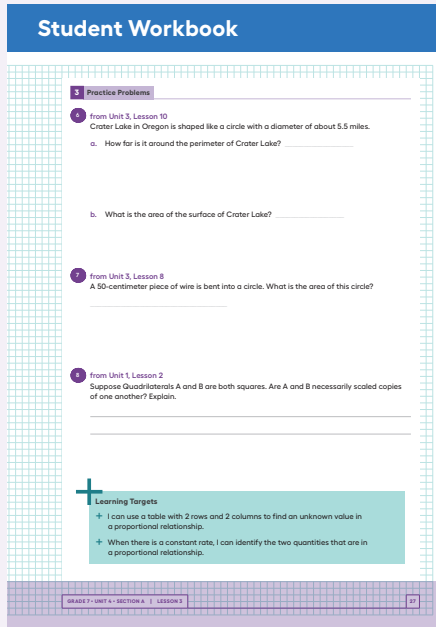 Student Workbook
3 Practice Problems
6 from Unit 3, Lesson 10
Crater Lake in Oregon is shaped like a circle with a diameter of about 5.5 miles.
a. How far is it around the perimeter of Crater Lake?
b. What is the area of the surface of Crater Lake?
7 from Unit 3, Lesson 8
A 50-centimeter piece of wire is bent into a circle. What is the area of this circle?
8 from Unit 1, Lesson 2
Suppose Quadrilaterals A and B are both squares. Are A and B necessarily scaled copies
of one another? Explain.
Learning Targets
+ I can use a table with 2 rows and 2 columns to find an unknown value in
a proportional relationship.
+ When there is a constant rate, I can identify the two quantities that are in
a proportional relationship.
GRADE 7 • UNIT 4 • SECTION A | LESSON 3
37